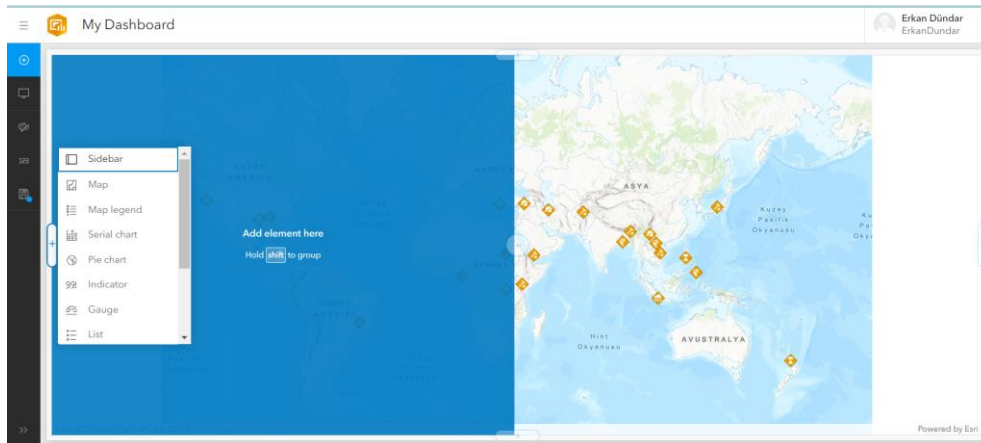 My Dashboard
Erkan Dündar
ErkanDundar
Sidebar
Map
Map legend
Serial chart
Pie chart
Indicator
Gauge
List
Add element here
Hold shift to group
ASYA
Kuzey
Pasifik
Okyanusu
Hint
Okyanusu
AVUSTRALYA
Powered by Esri